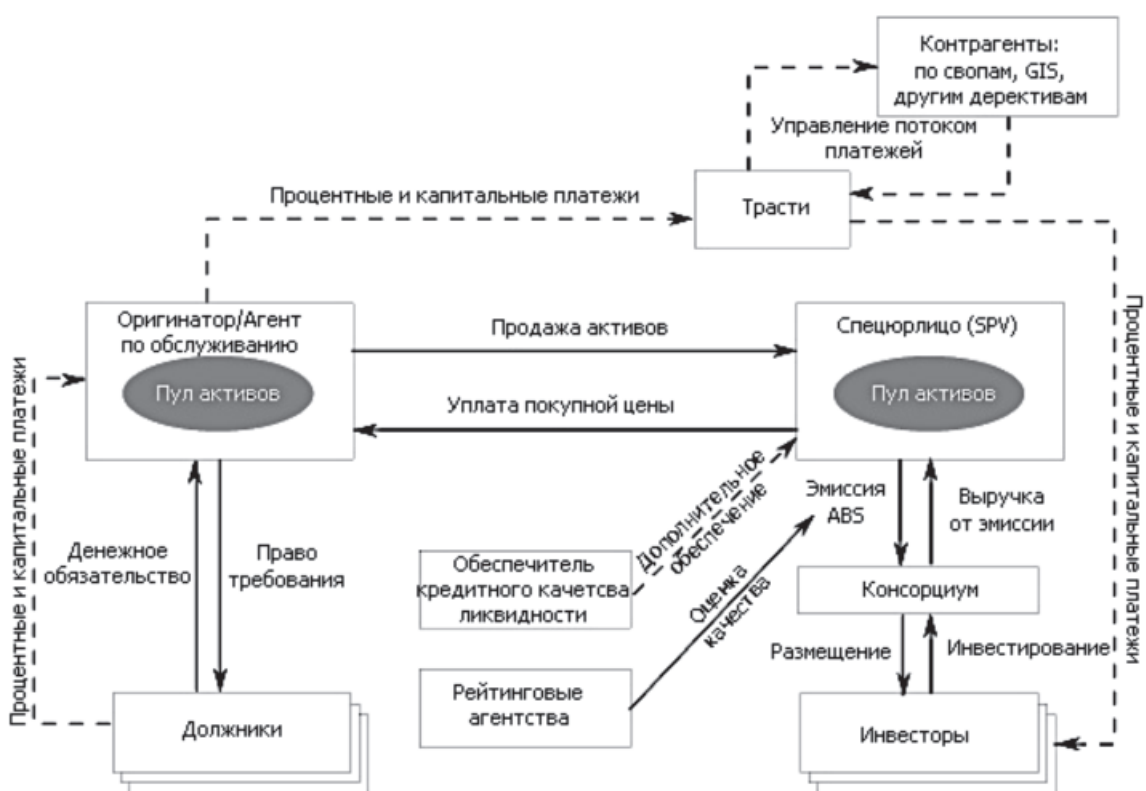 Контрагенты:
по свопам, GIS,
другим дерективам
Управление потоком
платежей
Процентные и капитальные платежи
Трасти
Оригинатор/Агент
по обслуживанию
Пул активов
Продажа активов
Спецюрлицо (SPV)
Пул активов
Уплата покупной цены
Процентные и капитальные платежи
Процентные и капитальные платежи
Дополнительное
обеспечение
Эмиссия
ABS
Выручка
от эмиссии
Денежное
обязательство
Право
требования
Обеспечитель
кредитного качетсва
ликвидности
Оценка
качества
Консорциум
Размещение
Инвестирование
Рейтинговые
агентства
Должники
Инвесторы